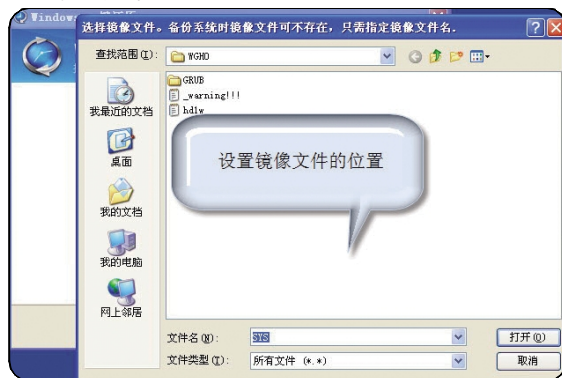 Window
选择镜像文件。备份系统时镜像文件可不存在，只需指定镜像文件名.
查找范围(I):
WGHO
GRUB
_warning!!!
hdlw
我最近的文档
桌面
我的文档
我的电脑
网上邻居
设置镜像文件的位置
文件名(N):
SYS
打开(O)
文件类型(T):
所有文件 (*.*)
取消